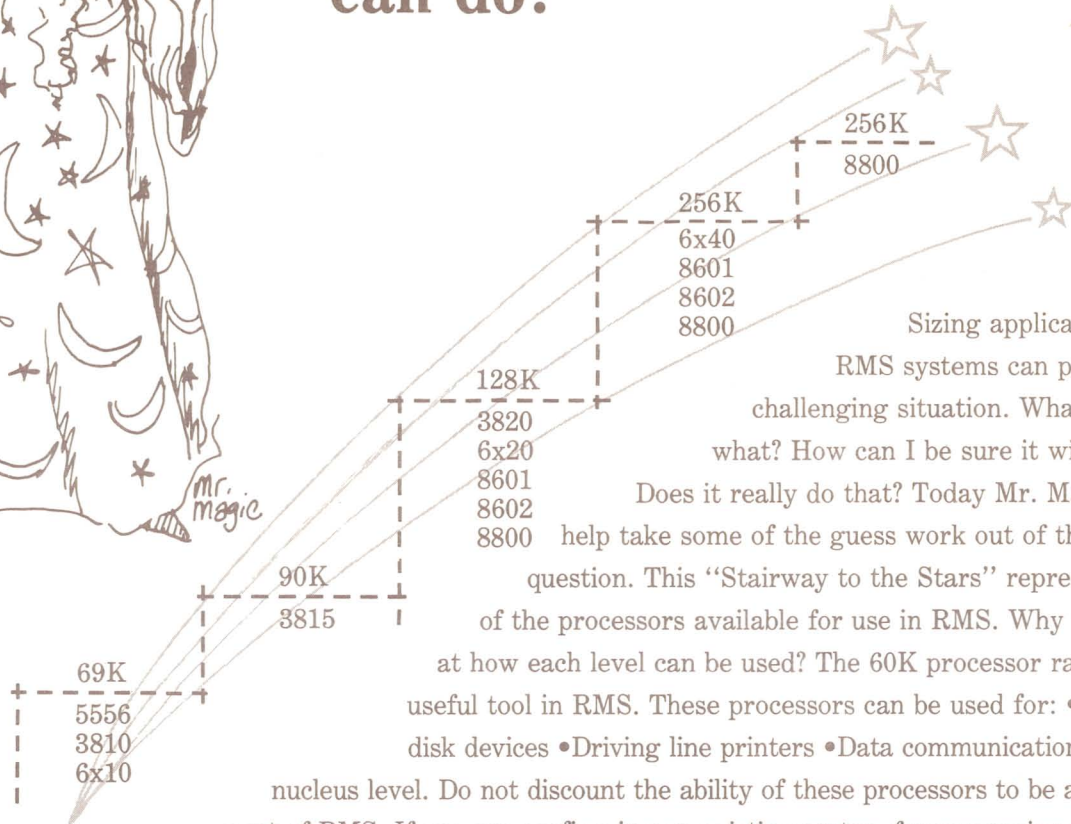 can do?
256K
8800
256K
6x40
8601
8602
8800
128K
3820
6x20
8601
8602
8800
90K
3815
69K
5556
3810
6x10
mr.
magic
Sizing applica
RMS systems can p
challenging situation. Wha
what? How can I be sure it wi
Does it really do that? Today Mr. M
help take some of the guess work out of th
question. This “Stairway to the Stars” repre
of the processors available for use in RMS. Why
at how each level can be used? The 60K processor ra
useful tool in RMS. These processors can be used for: •
disk devices •Driving line printers •Data communication
nucleus level. Do not discount the ability of these processors to be a